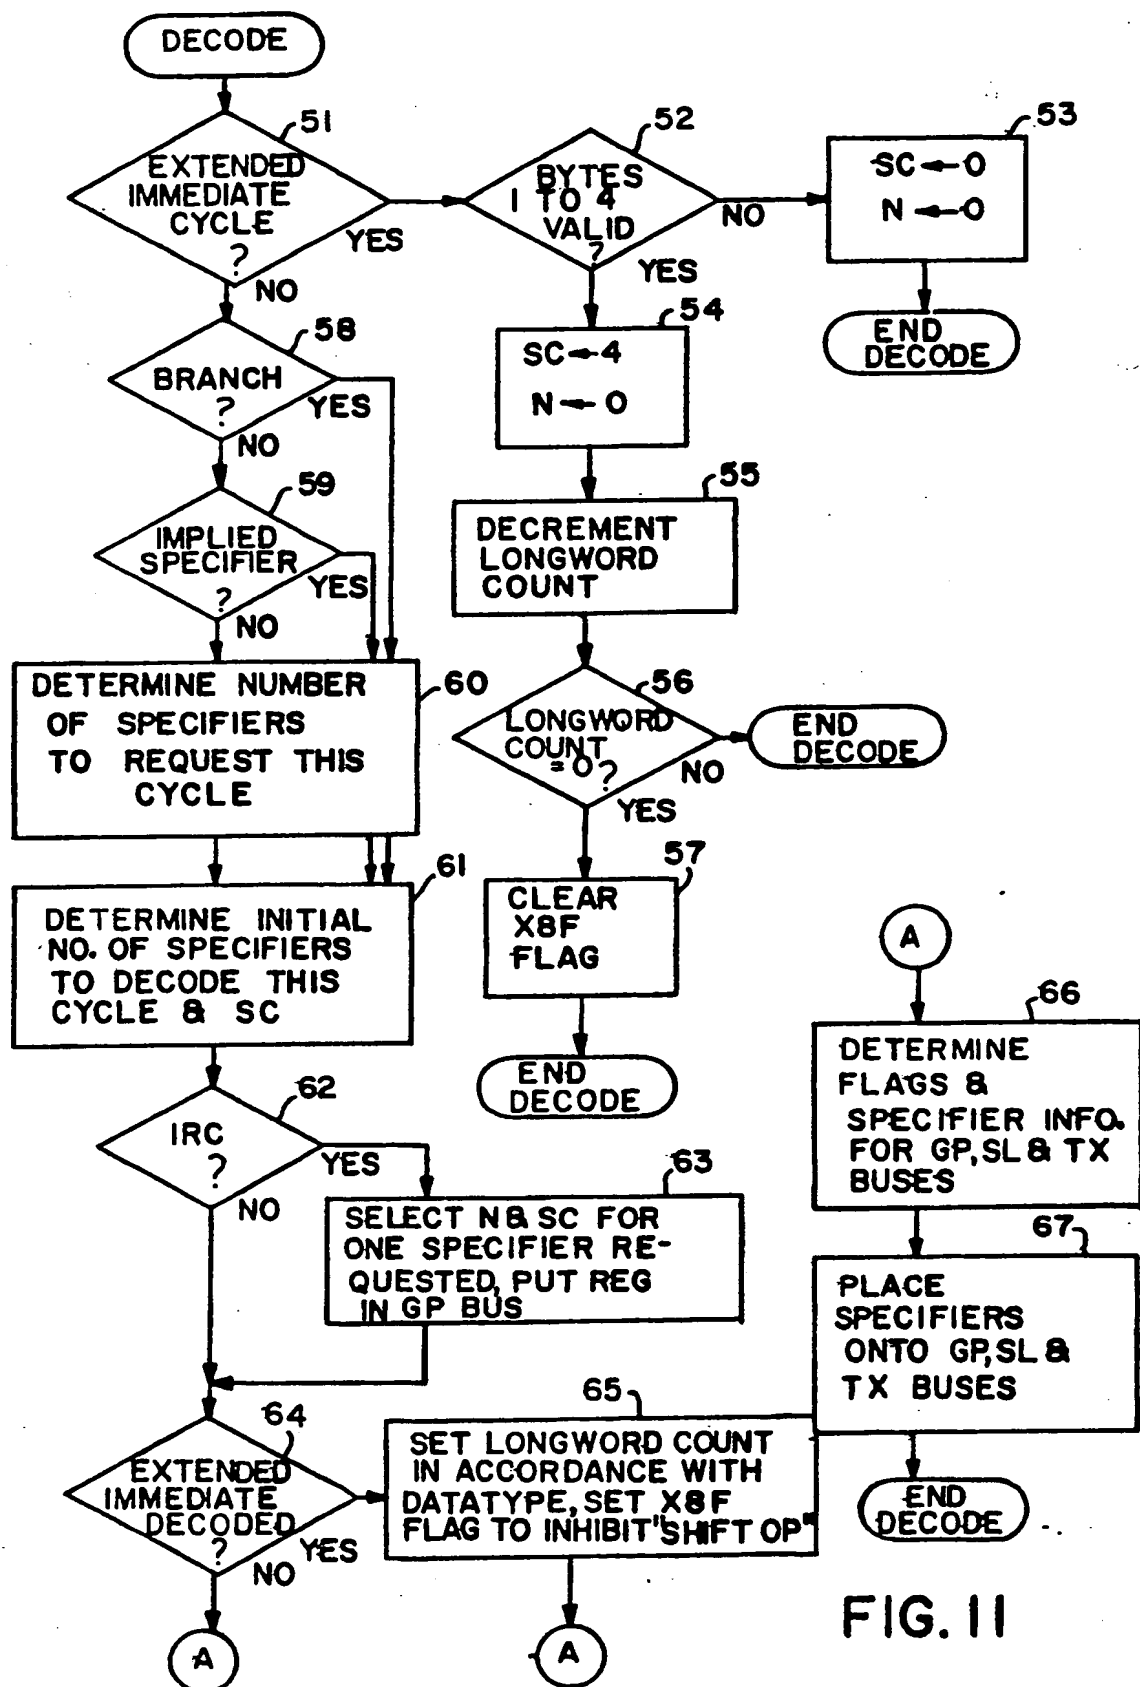 DECODE
51
EXTENDED
IMMEDIATE
CYCLE
?
YES
NO
52
BYTES
1 TO 4
VALID
?
NO
YES
53
SC←0
N←0
END
DECODE
54
SC←4
N←0
55
DECREMENT
LONGWORD
COUNT
56
LONGWORD
COUNT
=0?
NO
YES
END
DECODE
57
CLEAR
X8F
FLAG
END
DECODE
58
BRANCH
?
YES
NO
59
IMPLIED
SPECIFIER
?
YES
NO
60
DETERMINE NUMBER
OF SPECIFIERS
TO REQUEST THIS
CYCLE
61
DETERMINE INITIAL
NO. OF SPECIFIERS
TO DECODE THIS
CYCLE & SC
62
IRC
?
YES
NO
63
SELECT N & SC FOR
ONE SPECIFIER RE-
QUESTED, PUT REG
IN GP BUS
64
EXTENDED
IMMEDIATE
DECODED
?
YES
NO
A
65
SET LONGWORD COUNT
IN ACCORDANCE WITH
DATATYPE, SET X8F
FLAG TO INHIBIT "SHIFT OP"
A
A
66
DETERMINE
FLAGS &
SPECIFIER INFO.
FOR GP, SL & TX
BUSES
67
PLACE
SPECIFIERS
ONTO GP, SL &
TX BUSES
END
DECODE
FIG. 11